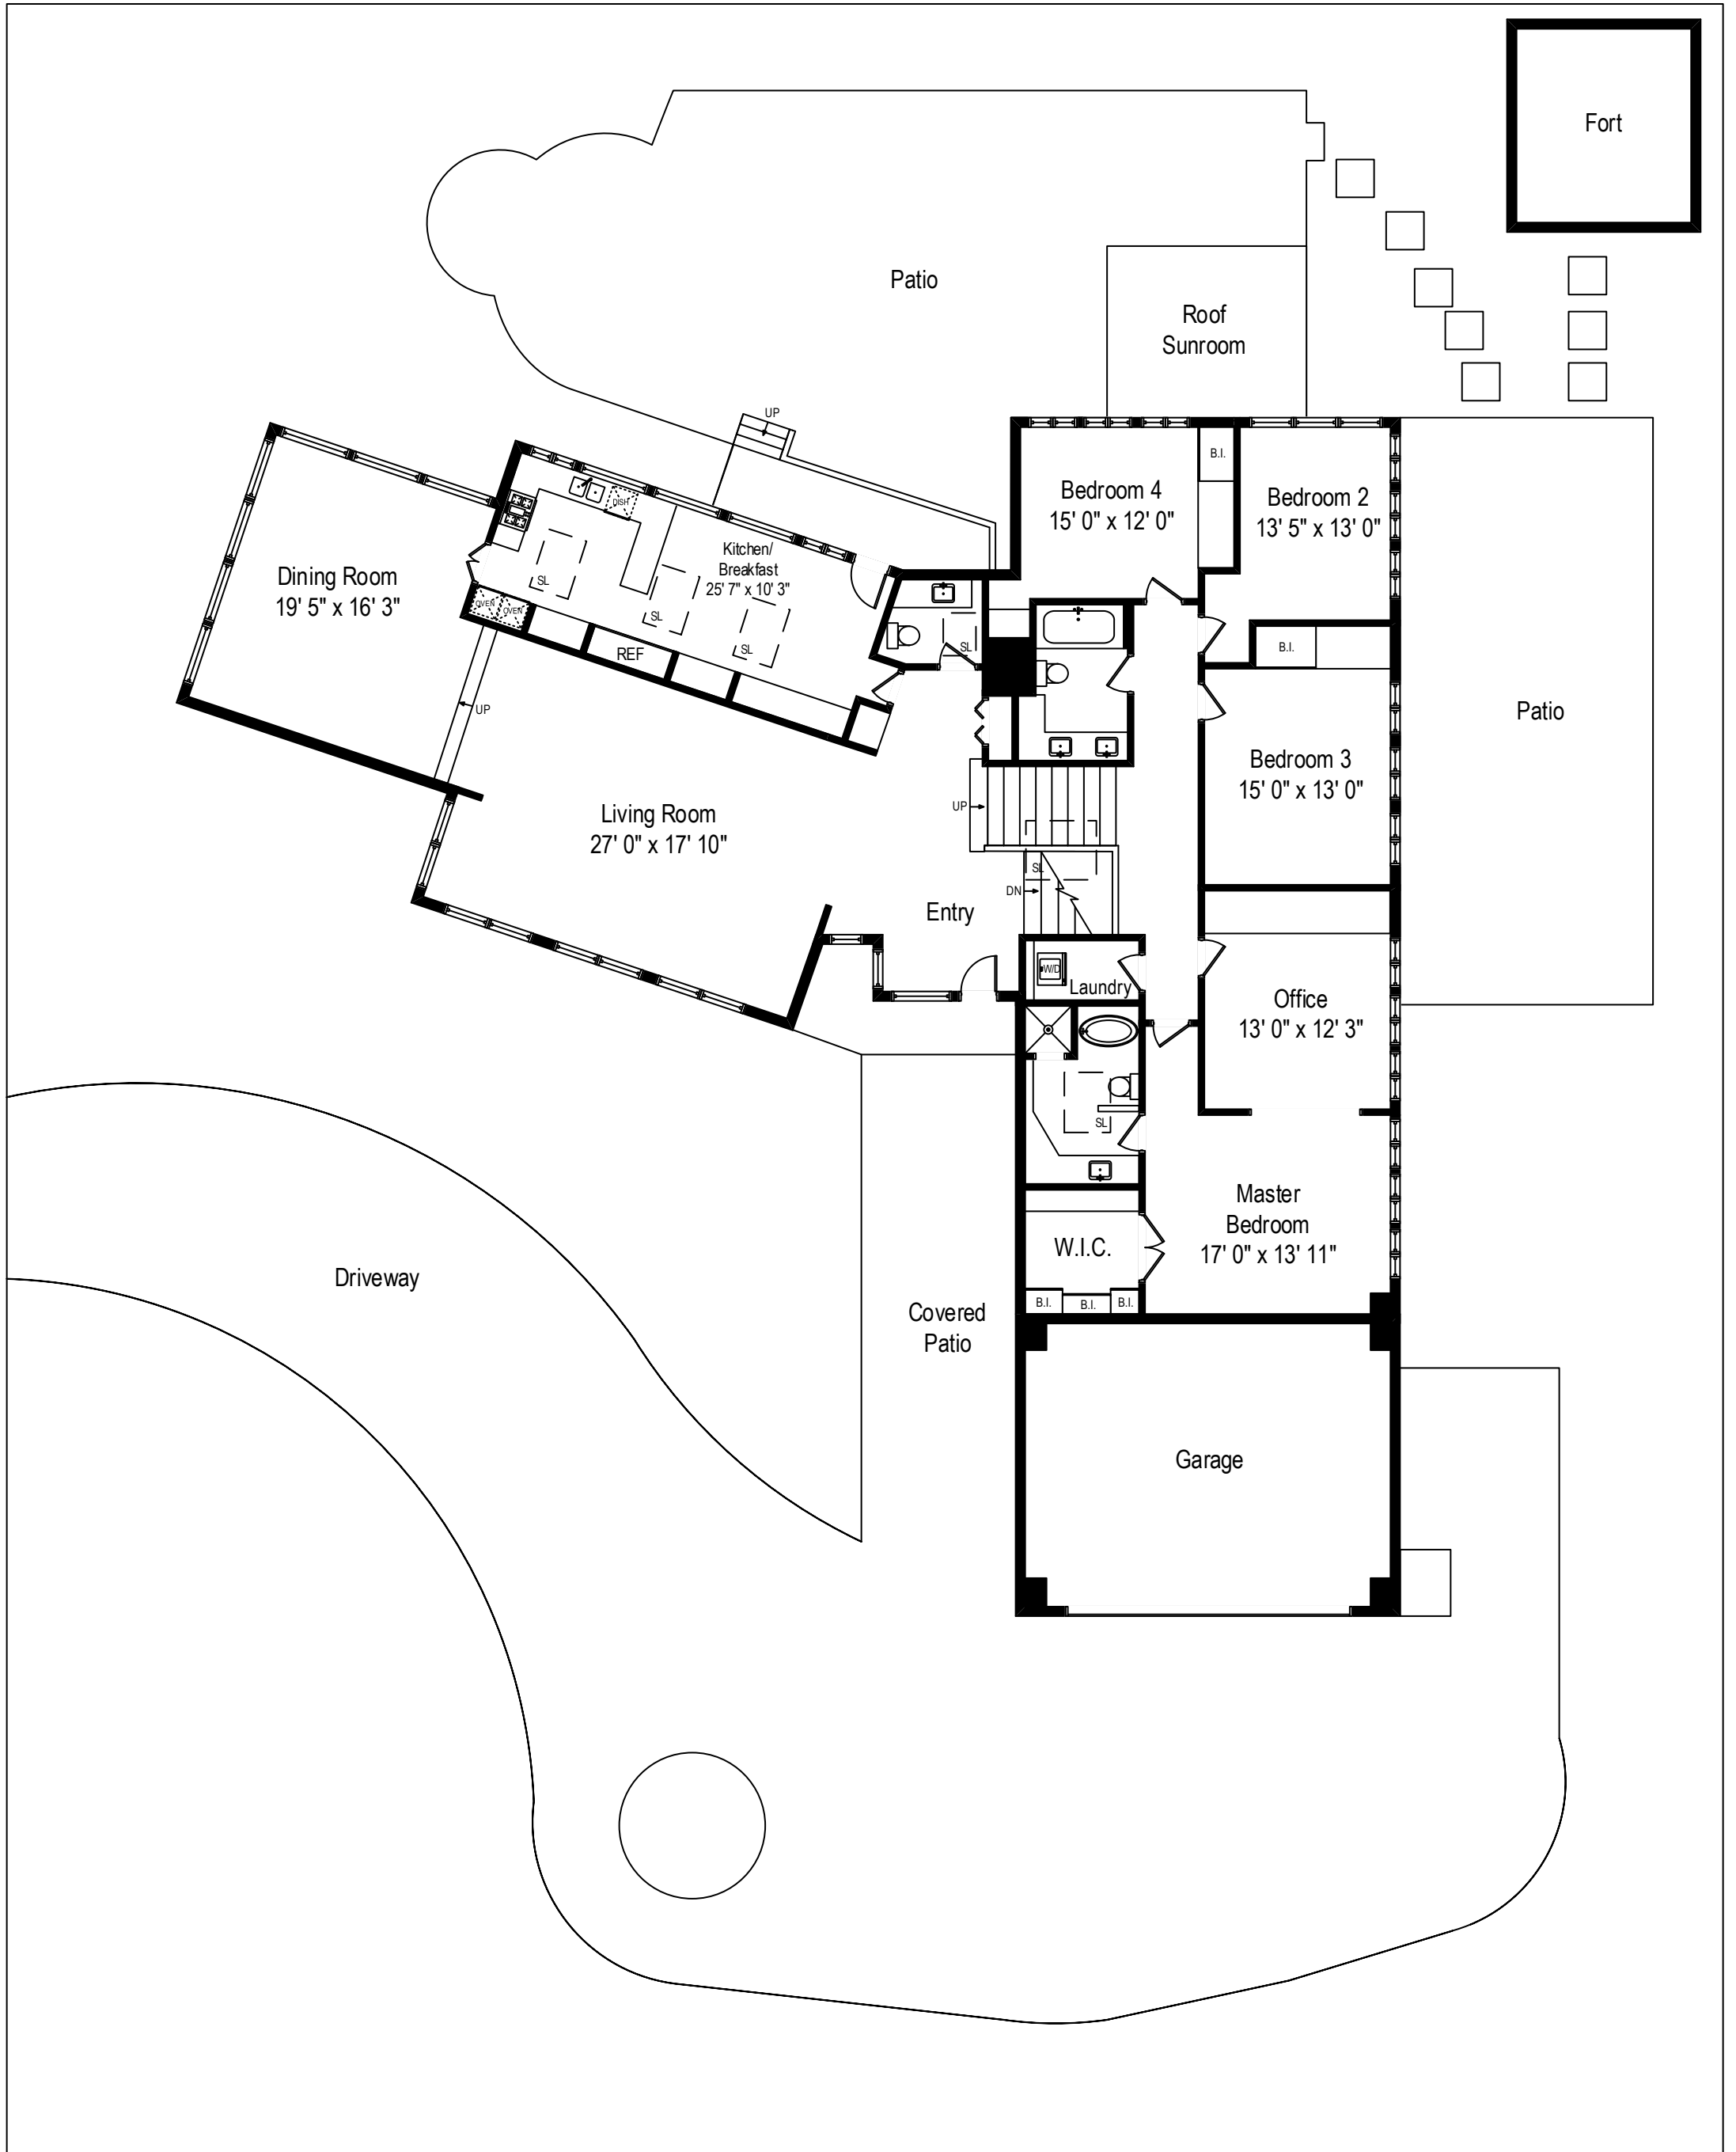 Fort
Patio
Roof
Sunroom
UP
B.I.
Bedroom 4
15' 0" x 12' 0"
Bedroom 2
13' 5" x 13' 0"
DISH
Kitchen/
Breakfast
25' 7" x 10' 3"
SL
SL
SL
SL
Dining Room
19' 5" x 16' 3"
OVEN
OVEN
REF
B.I.
UP
Patio
Bedroom 3
15' 0" x 13' 0"
Living Room
27' 0" x 17' 10"
UP
SL
DN
Entry
W/D
Laundry
Office
13' 0" x 12' 3"
SL
Master
Bedroom
17' 0" x 13' 11"
W.I.C.
B.I.
B.I.
B.I.
Driveway
Covered
Patio
Garage